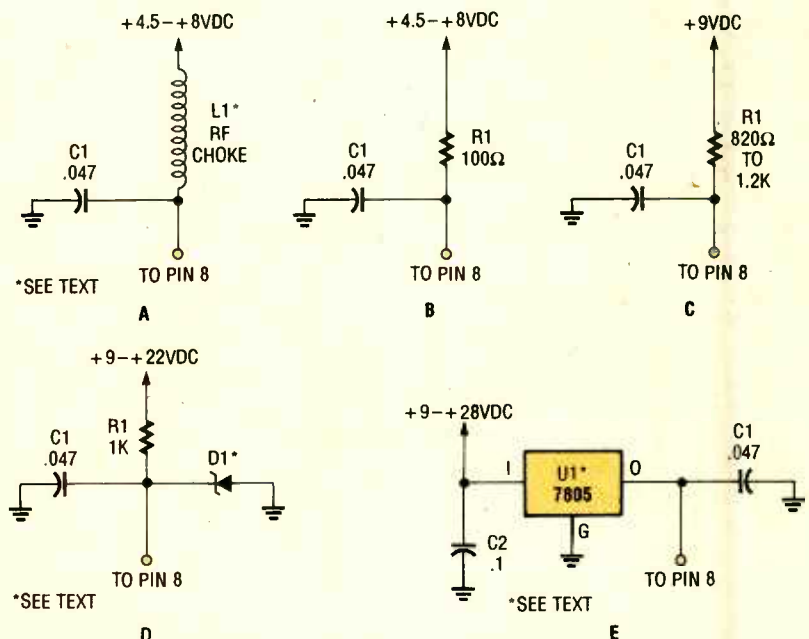 +4.5–+8VDC
L1*
RF
CHOKE
C1
.047
TO PIN 8
*SEE TEXT
A
+4.5–+8VDC
R1
100Ω
C1
.047
TO PIN 8
B
+9VDC
R1
820Ω
TO
1.2K
C1
.047
TO PIN 8
C
+9–+22VDC
R1
1K
C1
.047
D1*
TO PIN 8
*SEE TEXT
D
+9–+28VDC
I
U1*
7805
O
G
C1
.047
C2
.1
TO PIN 8
*SEE TEXT
E